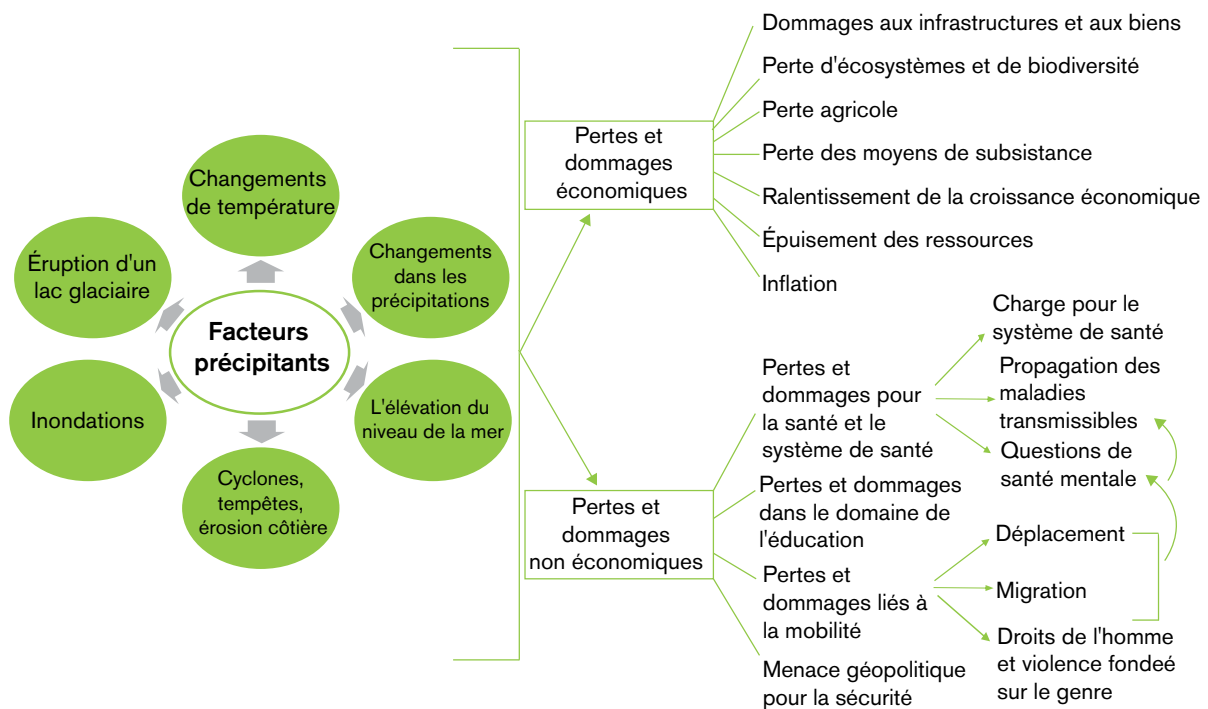 Changements
de température
Éruption d'un
lac glaciaire
Changements
dans les
précipitations
Facteurs
précipitants
Inondations
L'élévation du
niveau de la mer
Cyclones,
tempêtes,
érosion côtière
Pertes et
dommages
économiques
Dommages aux infrastructures et aux biens
Perte d'écosystèmes et de biodiversité
Perte agricole
Perte des moyens de subsistance
Ralentissement de la croissance économique
Épuisement des ressources
Inflation
Pertes et
dommages
non économiques
Pertes et
dommages pour
la santé et le
système de santé
Charge pour le
système de santé
Propagation des
maladies
transmissibles
Questions de
santé mentale
Pertes et dommages
dans le domaine de
l'éducation
Pertes et
dommages liés à
la mobilité
Déplacement
Migration
Droits de l'homme
et violence fondeé
sur le genre
Menace géopolitique
pour la sécurité